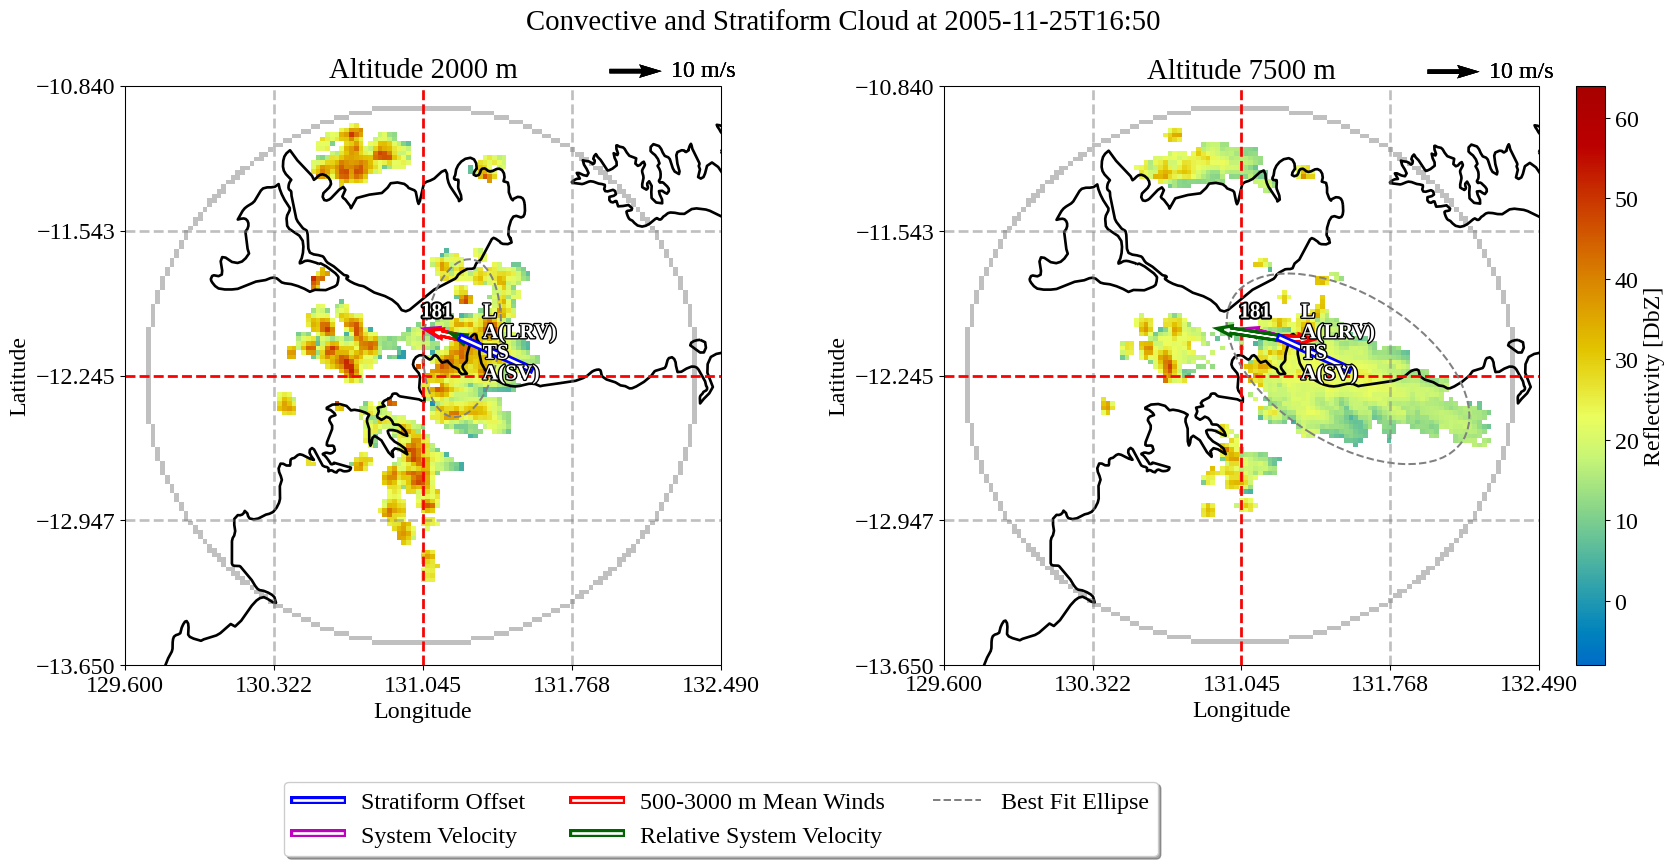 Convective and Stratiform Cloud at 2005-11-25T16:50
Altitude 2000 m
10 m/s
−10.840
−11.543
−12.245
−12.947
−13.650
129.600
130.322
131.045
131.768
132.490
Latitude
Longitude
181
L
A(LRV)
TS
A(SV)
Altitude 7500 m
10 m/s
−10.840
−11.543
−12.245
−12.947
−13.650
129.600
130.322
131.045
131.768
132.490
Latitude
Longitude
181
L
A(LRV)
TS
A(SV)
60
50
40
30
20
10
0
Reflectivity [DbZ]
Stratiform Offset
System Velocity
500-3000 m Mean Winds
Relative System Velocity
Best Fit Ellipse